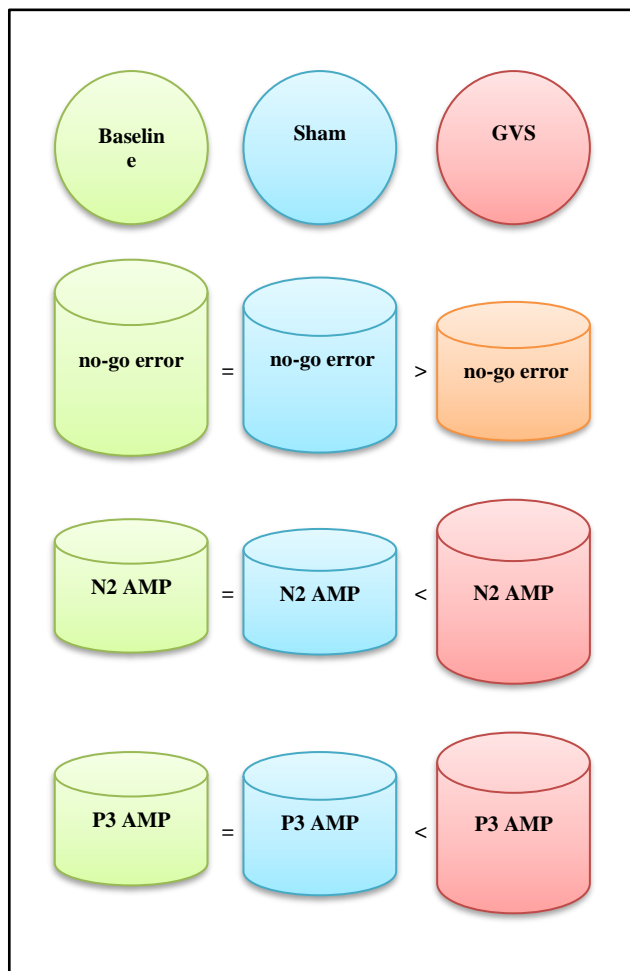 Baselin
e
Sham
GVS
no-go error = no-go error > no-go error
N2 AMP = N2 AMP < N2 AMP
P3 AMP = P3 AMP < P3 AMP